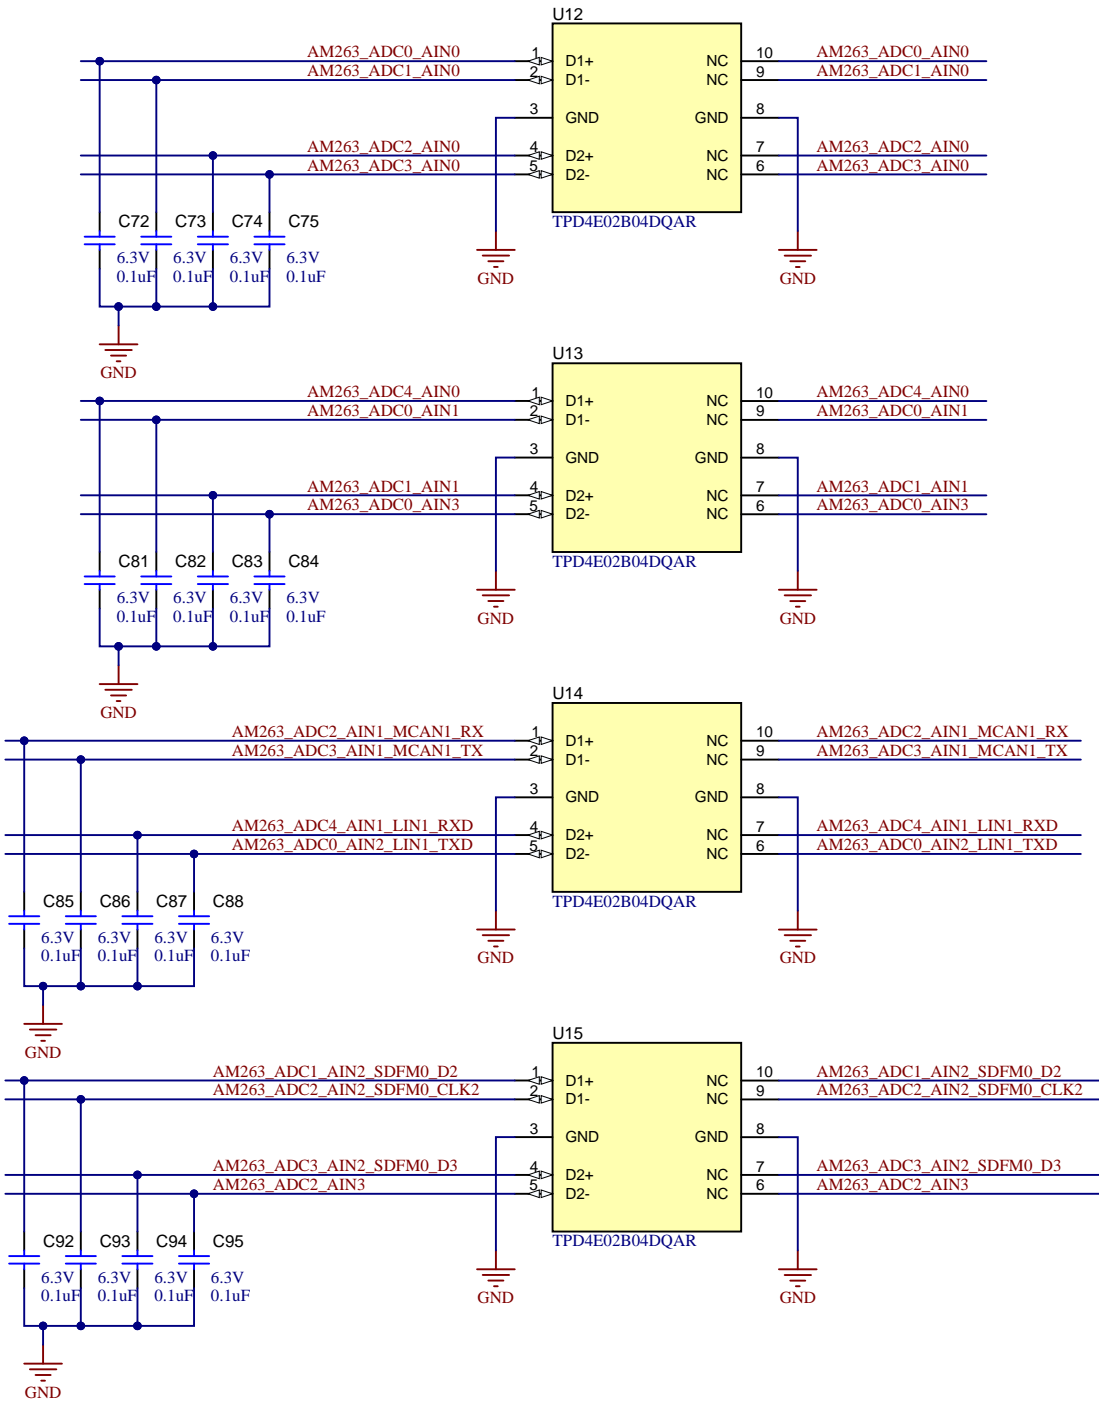 U12
AM263_ADC0_AIN0 1 D1+ NC 10 AM263_ADC0_AIN0
AM263_ADC1_AIN0 2 D1- NC 9 AM263_ADC1_AIN0
3 GND GND 8
AM263_ADC2_AIN0 4 D2+ NC 7 AM263_ADC2_AIN0
AM263_ADC3_AIN0 5 D2- NC 6 AM263_ADC3_AIN0
C72 C73 C74 C75 TPD4E02B04DQAR
6.3V 6.3V 6.3V 6.3V
0.1uF 0.1uF 0.1uF 0.1uF GND GND
GND
U13
AM263_ADC4_AIN0 1 D1+ NC 10 AM263_ADC4_AIN0
AM263_ADC0_AIN1 2 D1- NC 9 AM263_ADC0_AIN1
3 GND GND 8
AM263_ADC1_AIN1 4 D2+ NC 7 AM263_ADC1_AIN1
AM263_ADC0_AIN3 5 D2- NC 6 AM263_ADC0_AIN3
C81 C82 C83 C84 TPD4E02B04DQAR
6.3V 6.3V 6.3V 6.3V
0.1uF 0.1uF 0.1uF 0.1uF GND GND
GND
U14
AM263_ADC2_AIN1_MCAN1_RX 1 D1+ NC 10 AM263_ADC2_AIN1_MCAN1_RX
AM263_ADC3_AIN1_MCAN1_TX 2 D1- NC 9 AM263_ADC3_AIN1_MCAN1_TX
3 GND GND 8
AM263_ADC4_AIN1_LIN1_RXD 4 D2+ NC 7 AM263_ADC4_AIN1_LIN1_RXD
AM263_ADC0_AIN2_LIN1_TXD 5 D2- NC 6 AM263_ADC0_AIN2_LIN1_TXD
C85 C86 C87 C88 TPD4E02B04DQAR
6.3V 6.3V 6.3V 6.3V
0.1uF 0.1uF 0.1uF 0.1uF GND GND
GND
U15
AM263_ADC1_AIN2_SDFM0_D2 1 D1+ NC 10 AM263_ADC1_AIN2_SDFM0_D2
AM263_ADC2_AIN2_SDFM0_CLK2 2 D1- NC 9 AM263_ADC2_AIN2_SDFM0_CLK2
3 GND GND 8
AM263_ADC3_AIN2_SDFM0_D3 4 D2+ NC 7 AM263_ADC3_AIN2_SDFM0_D3
AM263_ADC2_AIN3 5 D2- NC 6 AM263_ADC2_AIN3
C92 C93 C94 C95 TPD4E02B04DQAR
6.3V 6.3V 6.3V 6.3V
0.1uF 0.1uF 0.1uF 0.1uF GND GND
GND